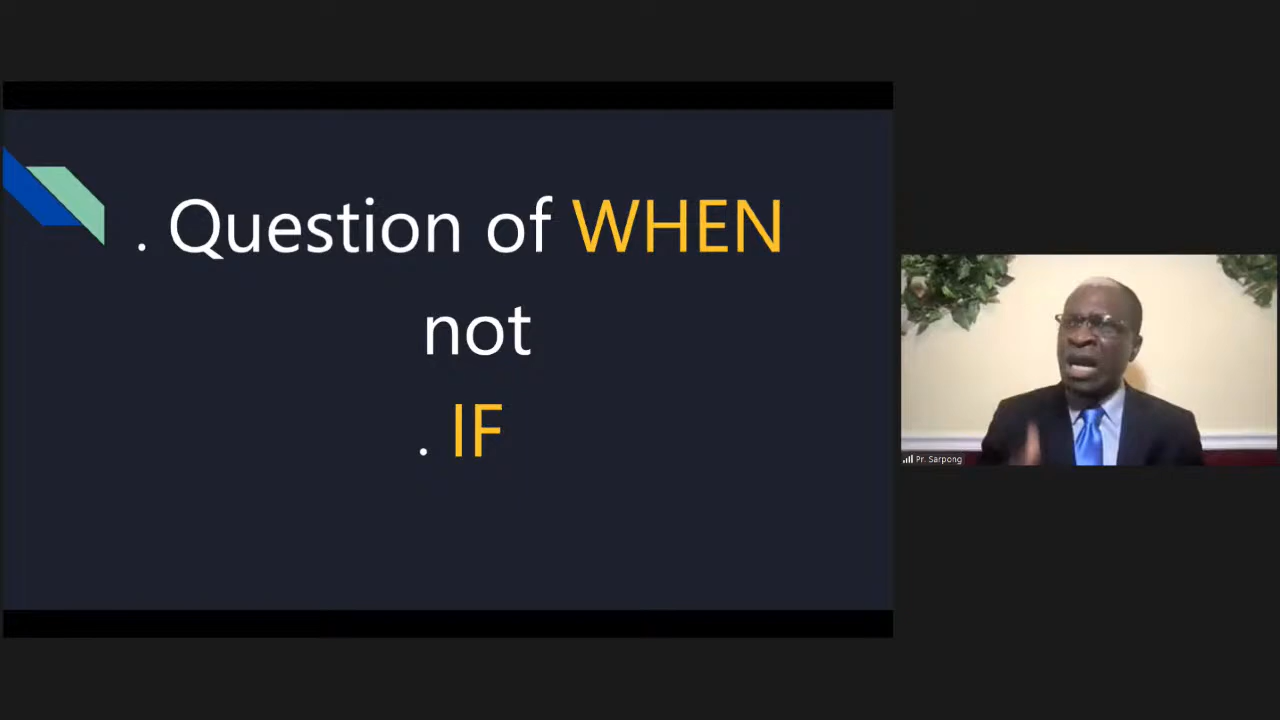 . Question of WHEN
not
. IF
Pr. Sarpong